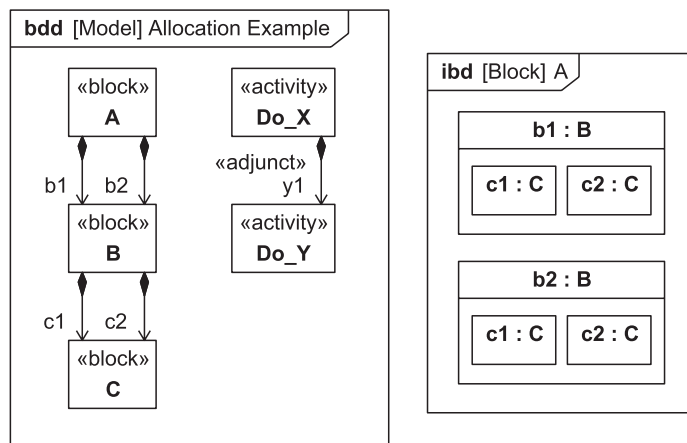 bdd [Model] Allocation Example
«block»
A
b1
b2
«block»
B
c1
c2
«block»
C
«activity»
Do_X
«adjunct»
y1
«activity»
Do_Y
ibd [Block] A
b1 : B
c1 : C
c2 : C
b2 : B
c1 : C
c2 : C